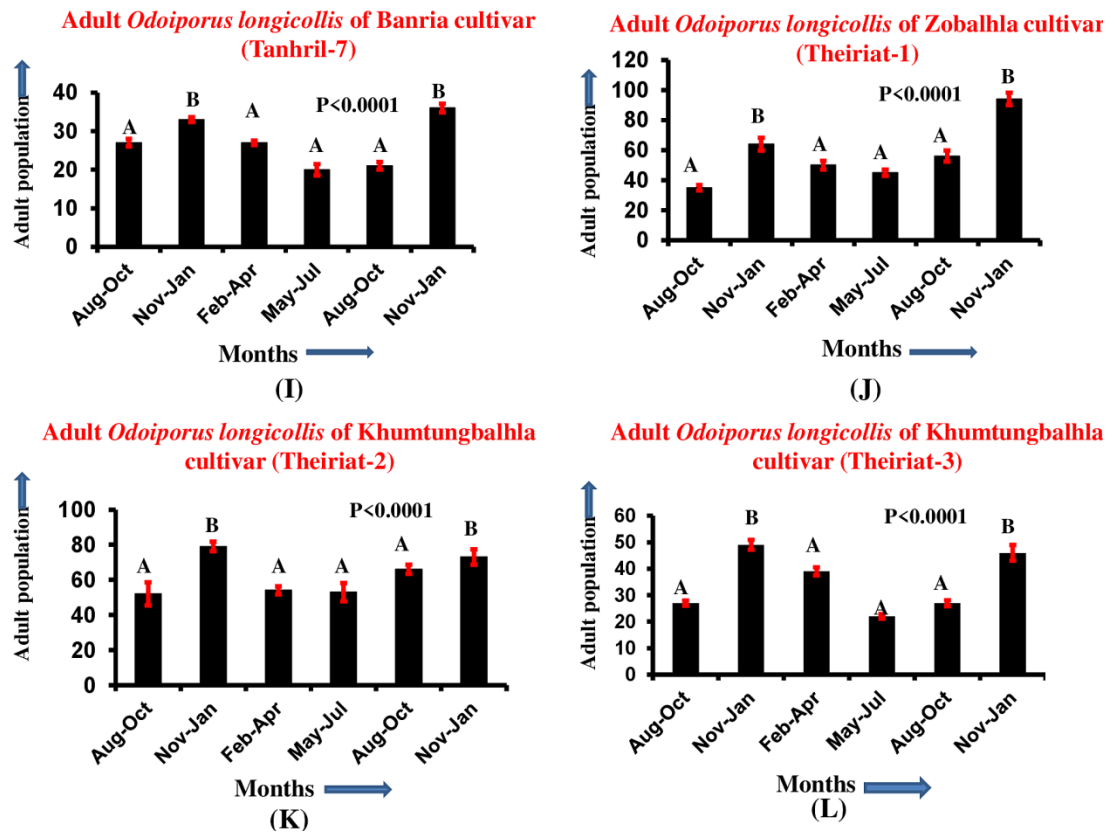 Adult Odoiporus longicollis of Banria cultivar
(Tanhril-7)
Adult population
40
30
20
10
0
A
B
A
A
A
B
P<0.0001
Aug-Oct
Nov-Jan
Feb-Apr
May-Jul
Aug-Oct
Nov-Jan
Months
(I)
Adult Odoiporus longicollis of Zobalhla cultivar
(Theiriat-1)
Adult population
120
100
80
60
40
20
0
A
B
A
A
A
B
P<0.0001
Aug-Oct
Nov-Jan
Feb-Apr
May-Jul
Aug-Oct
Nov-Jan
Months
(J)
Adult Odoiporus longicollis of Khumtungbalhla
cultivar (Theiriat-2)
Adult population
100
80
60
40
20
0
A
B
A
A
A
B
P<0.0001
Aug-Oct
Nov-Jan
Feb-Apr
May-Jul
Aug-Oct
Nov-Jan
Months
(K)
Adult Odoiporus longicollis of Khumtungbalhla
cultivar (Theiriat-3)
Adult population
60
50
40
30
20
10
0
A
B
A
A
A
B
P<0.0001
Aug-Oct
Nov-Jan
Feb-Apr
May-Jul
Aug-Oct
Nov-Jan
Months
(L)